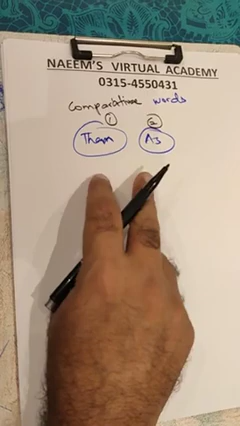 NAEEM'S VIRTUAL ACADEMY
0315-4550431
Comparative words
1 2
Than As